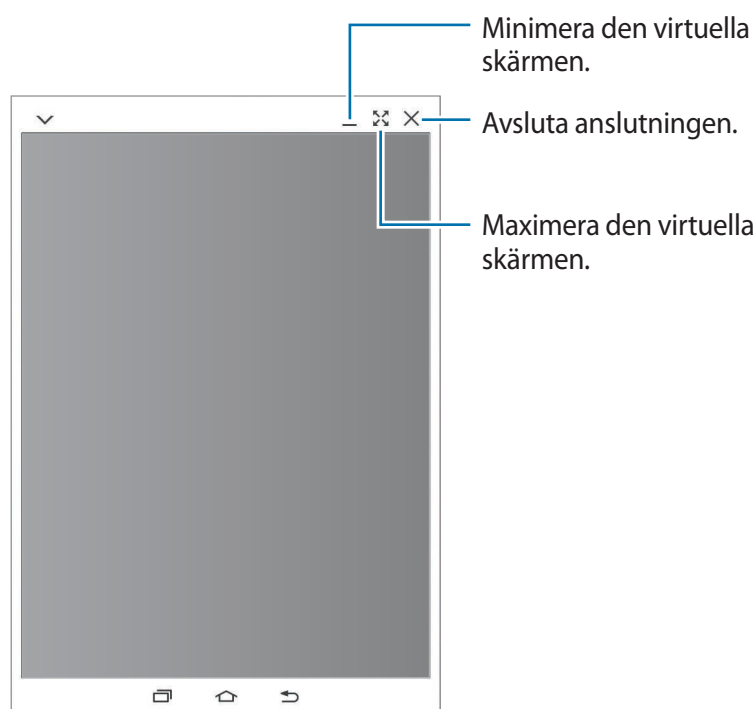 Minimera den virtuella
skärmen.
Avsluta anslutningen.
Maximera den virtuella
skärmen.